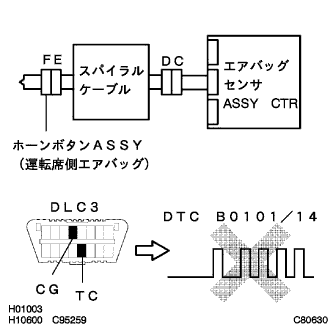 ＦＥ
スパイラル
ケーブル
ＤＣ
エアバッグ
センサ
ASSY CTR
ホーンボタンＡＳＳＹ
（運転席側エアバッグ）
ＤＬＣ３
ＤＴＣ Ｂ０１０１／１４
ＣＧ
ＴＣ
H01003
H10600 C95259
C80630